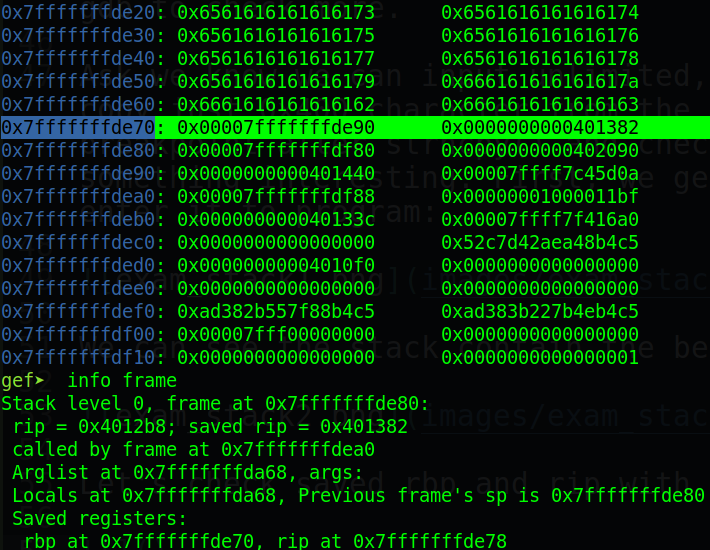 0x7fffffffde20: 0x6561616161616173 0x6561616161616174
0x7fffffffde30: 0x6561616161616175 0x6561616161616176
0x7fffffffde40: 0x6561616161616177 0x6561616161616178
0x7fffffffde50: 0x6561616161616179 0x666161616161617a
0x7fffffffde60: 0x6661616161616162 0x6661616161616163
0x7fffffffde70: 0x00007fffffffde90 0x0000000000401382
0x7fffffffde80: 0x00007fffffffdf80 0x0000000000402090
0x7fffffffde90: 0x0000000000401440 0x00007ffff7c45d0a
0x7fffffffdea0: 0x00007fffffffdf88 0x00000001000011bf
0x7fffffffdeb0: 0x000000000040133c 0x00007ffff7f416a0
0x7fffffffdec0: 0x0000000000000000 0x52c7d42aea48b4c5
0x7fffffffded0: 0x00000000004010f0 0x0000000000000000
0x7fffffffdee0: 0x0000000000000000 0x0000000000000000
0x7fffffffdef0: 0xad382b557f88b4c5 0xad383b227b4eb4c5
0x7fffffffdf00: 0x00007fff00000000 0x0000000000000000
0x7fffffffdf10: 0x0000000000000000 0x0000000000000001
gef➤  info frame
Stack level 0, frame at 0x7fffffffde80:
rip = 0x4012b8; saved rip = 0x401382
called by frame at 0x7fffffffdea0
Arglist at 0x7fffffffda68, args:
Locals at 0x7fffffffda68, Previous frame's sp is 0x7fffffffde80
Saved registers:
rbp at 0x7fffffffde70, rip at 0x7fffffffde78